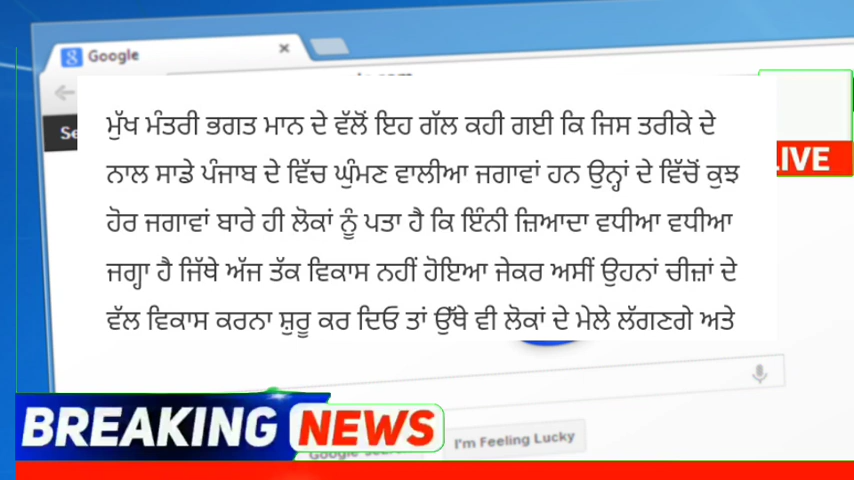 Google
ਮੁੱਖ ਮੰਤਰੀ ਭਗਤ ਮਾਨ ਦੇ ਵੱਲੋਂ ਇਹ ਗੱਲ ਕਹੀ ਗਈ ਕਿ ਜਿਸ ਤਰੀਕੇ ਦੇ
ਨਾਲ ਸਾਡੇ ਪੰਜਾਬ ਦੇ ਵਿੱਚ ਘੁੰਮਣ ਵਾਲੀਆ ਜਗਾਵਾਂ ਹਨ ਉਨ੍ਹਾਂ ਦੇ ਵਿੱਚੋਂ ਕੁਝ
ਹੋਰ ਜਗਾਵਾਂ ਬਾਰੇ ਹੀ ਲੋਕਾਂ ਨੂੰ ਪਤਾ ਹੈ ਕਿ ਇੰਨੀ ਜ਼ਿਆਦਾ ਵਧੀਆ ਵਧੀਆ
ਜਗ੍ਹਾ ਹੈ ਜਿੱਥੇ ਅੱਜ ਤੱਕ ਵਿਕਾਸ ਨਹੀਂ ਹੋਇਆ ਜੇਕਰ ਅਸੀਂ ਉਹਨਾਂ ਚੀਜ਼ਾਂ ਦੇ
ਵੱਲ ਵਿਕਾਸ ਕਰਨਾ ਸ਼ੁਰੂ ਕਰ ਦਿਓ ਤਾਂ ਉੱਥੇ ਵੀ ਲੋਕਾਂ ਦੇ ਮੇਲੇ ਲੱਗਣਗੇ ਅਤੇ
LIVE
BREAKING NEWS
I'm Feeling Lucky